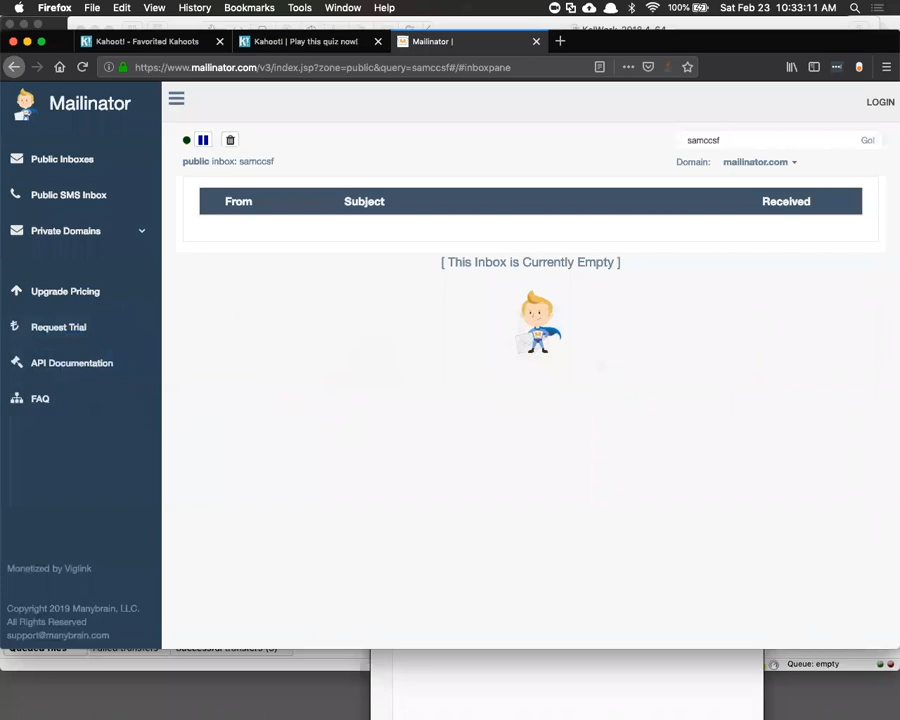 Firefox File Edit View History Bookmarks Tools Window Help 100% Sat Feb 23 10:33:11 AM
Kahoot! - Favorited Kahoots Kahoot! | Play this quiz now! Mailinator |
https://www.mailinator.com/v3/index.jsp?zone=public&query=samccsf#/#inboxpane
Mailinator
LOGIN
samccsf Go!
public inbox: samccsf
Domain: mailinator.com
From Subject Received
[ This Inbox is Currently Empty ]
Public Inboxes
Public SMS Inbox
Private Domains
Upgrade Pricing
Request Trial
API Documentation
FAQ
Monetized by Viglink
Copyright 2019 Manybrain, LLC.
All Rights Reserved
support@manybrain.com
Queue: empty